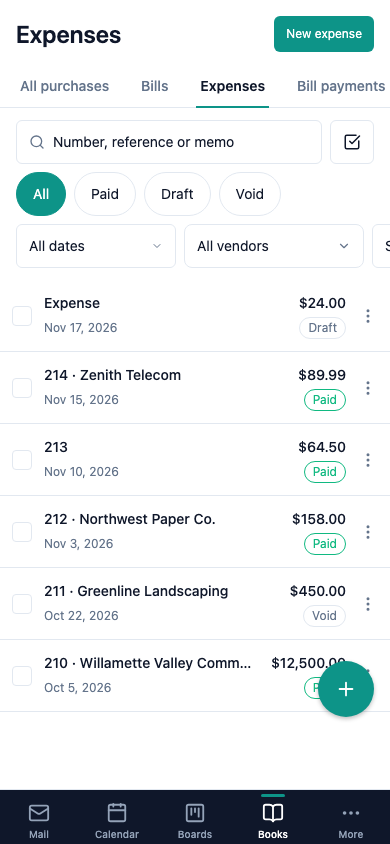 Expenses
New expense
All purchases
Bills
Expenses
Bill payments
Number, reference or memo
All
Paid
Draft
Void
All dates
All vendors
Expense
$24.00
Nov 17, 2026
Draft
214 · Zenith Telecom
$89.99
Nov 15, 2026
Paid
213
$64.50
Nov 10, 2026
Paid
212 · Northwest Paper Co.
$158.00
Nov 3, 2026
Paid
211 · Greenline Landscaping
$450.00
Oct 22, 2026
Void
210 · Willamette Valley Comm...
$12,500.00
Oct 5, 2026
Mail
Calendar
Boards
Books
More